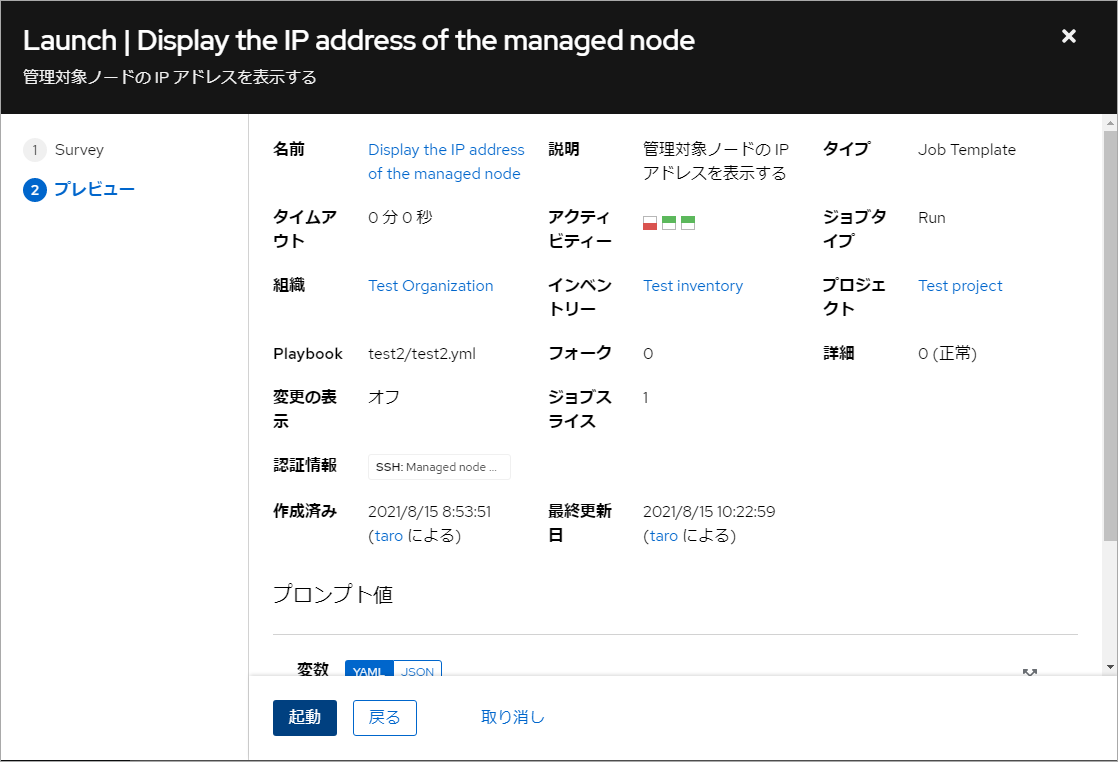 Launch | Display the IP address of the managed node
管理対象ノードの IP アドレスを表示する
1 Survey
2 プレビュー
名前
Display the IP address
of the managed node
説明
管理対象ノードの IP
アドレスを表示する
タイプ
Job Template
タイムア
ウト
0 分 0 秒
アクティ
ビティー
ジョブタ
イプ
Run
組織
Test Organization
インベン
トリー
Test inventory
プロジェ
クト
Test project
Playbook
test2/test2.yml
フォーク
0
詳細
0 (正常)
変更の表
示
オフ
ジョブス
ライス
1
認証情報
SSH: Managed node ...
作成済み
2021/8/15 8:53:51
(taro による)
最終更新
日
2021/8/15 10:22:59
(taro による)
プロンプト値
変数 YAML JSON
起動 戻る 取り消し